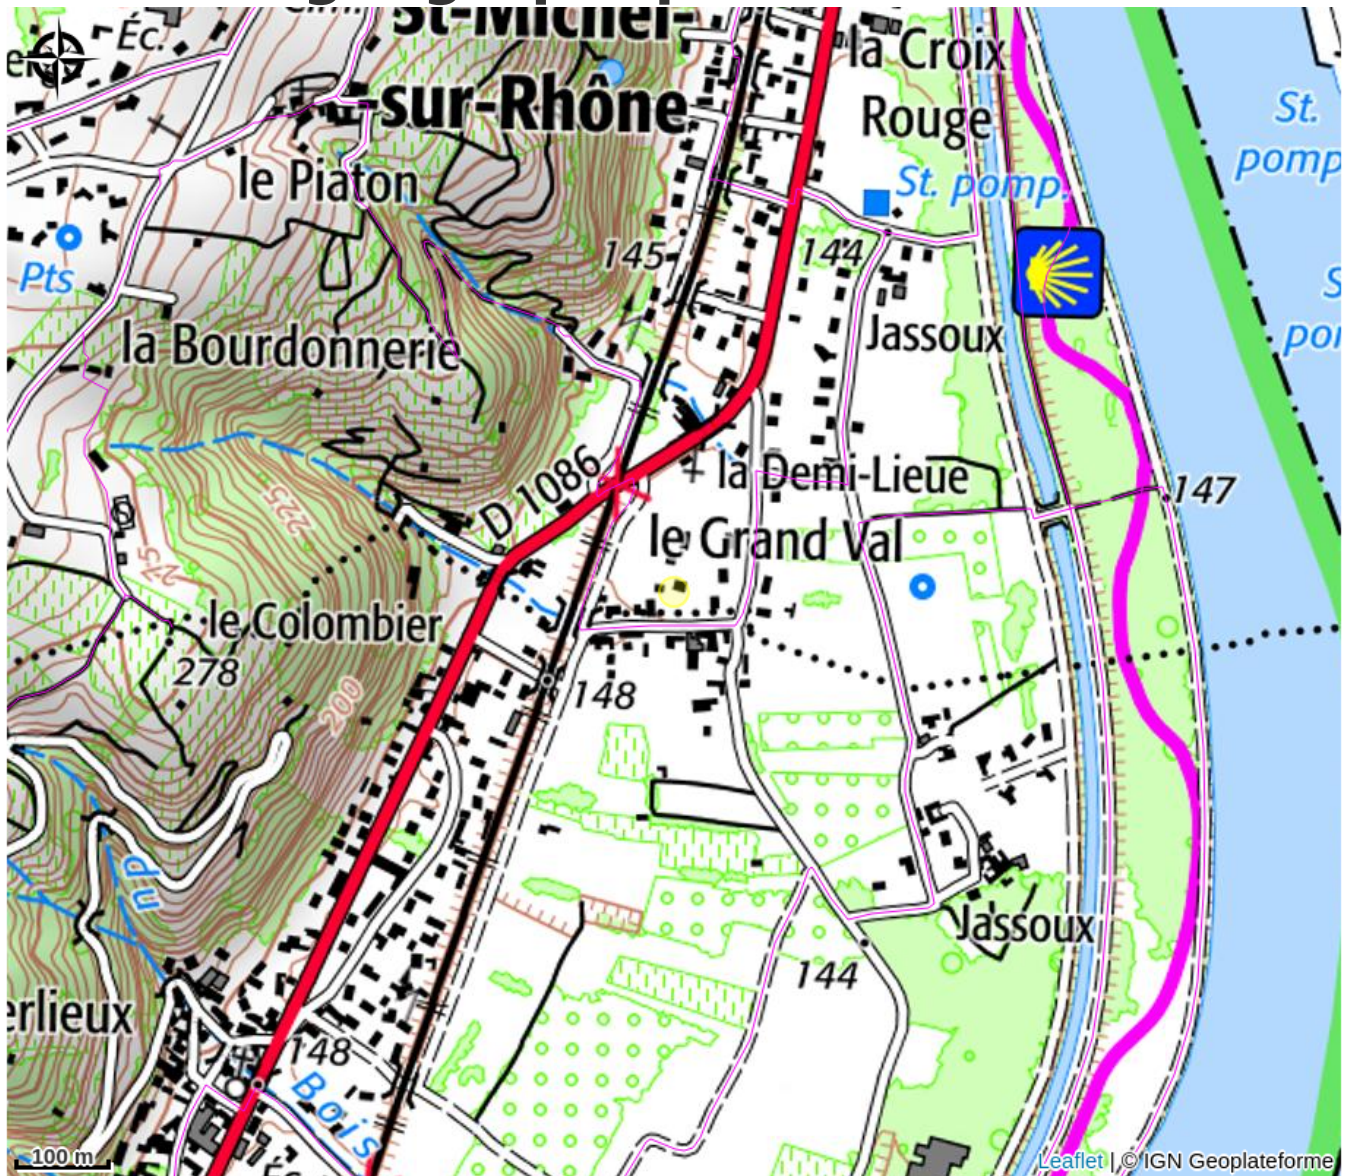 Éc.
St-Michel-
-sur-Rhône
la Croix
Rouge
St.
pomp
le Piaton
St. pomp.
Pts
145
144
la Bourdonnerie
Jassoux
D 1086
la Demi-Lieue
147
225
le Grand Val
275
le Colombier
278
200
148
du
Jassoux
144
erlieux
148
Bois
100 m
Leaflet | © IGN Geoplateforme